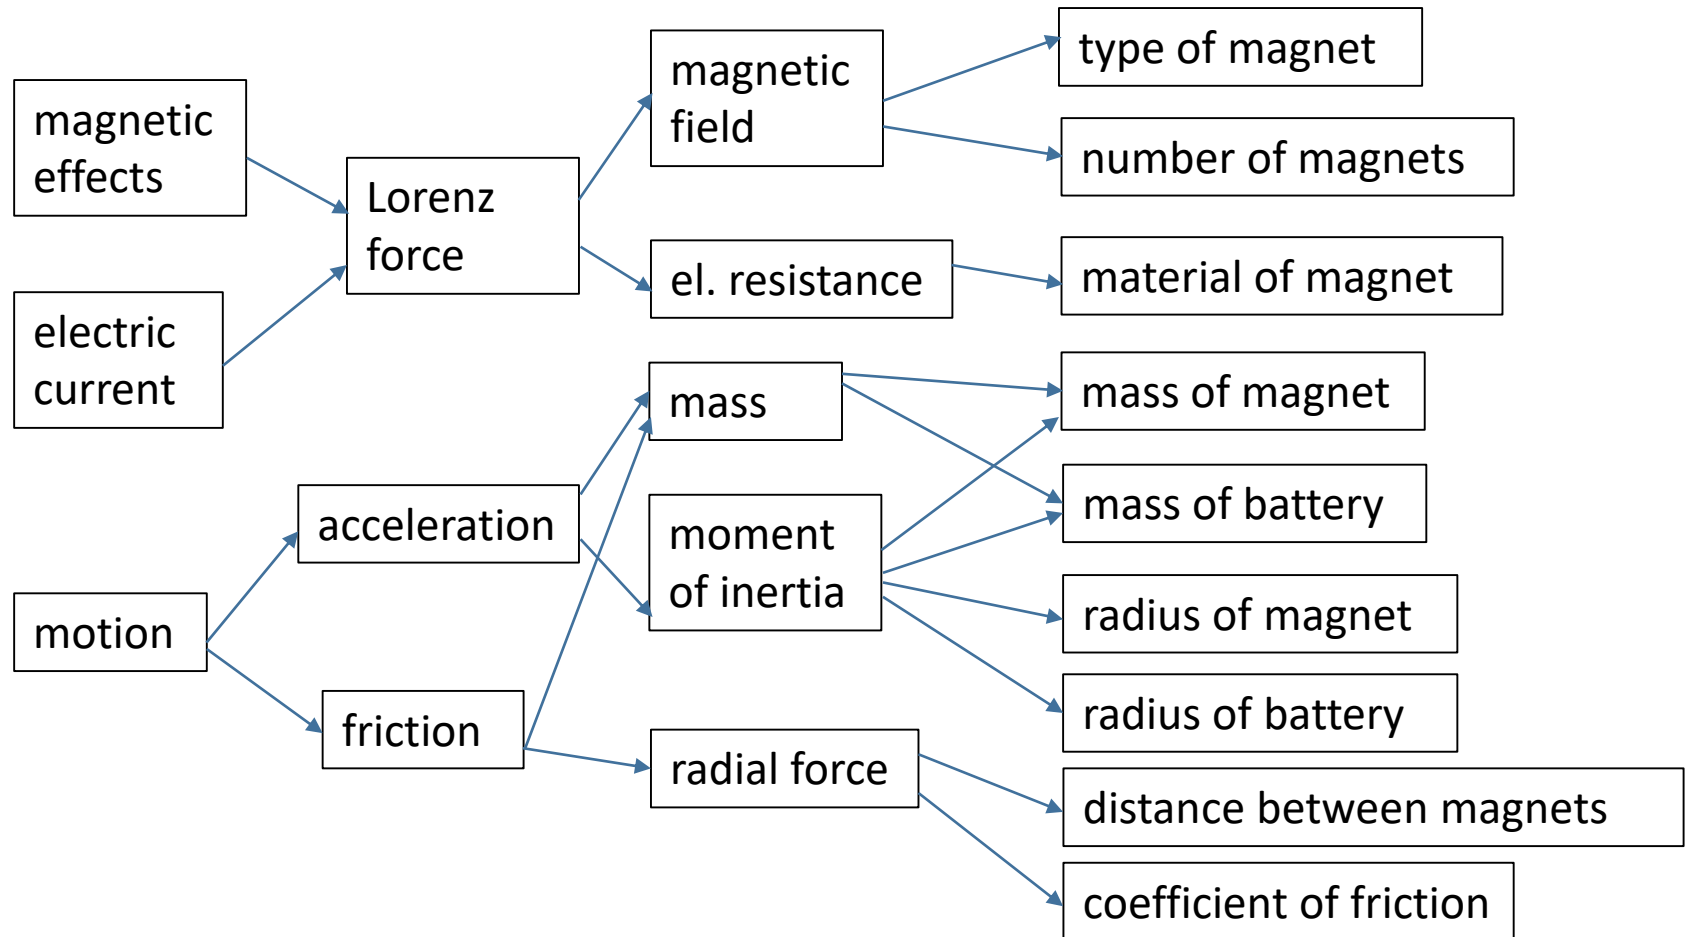 magnetic
effects
electric
current
motion
Lorenz
force
acceleration
friction
magnetic
field
el. resistance
mass
moment
of inertia
radial force
type of magnet
number of magnets
material of magnet
mass of magnet
mass of battery
radius of magnet
radius of battery
distance between magnets
coefficient of friction